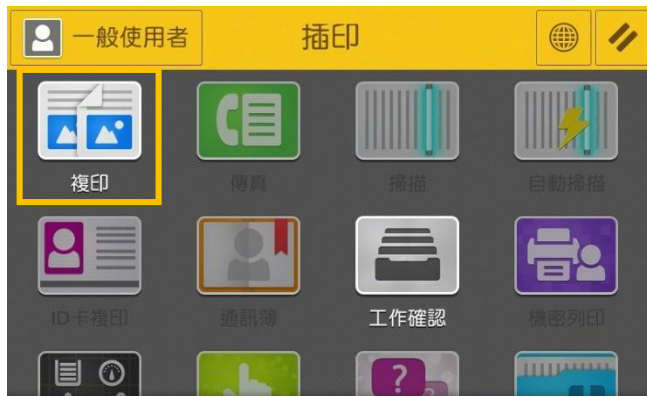 一般使用者
插印
複印
傳真
掃描
自動掃描
ID卡複印
通訊簿
工作確認
機密列印
?